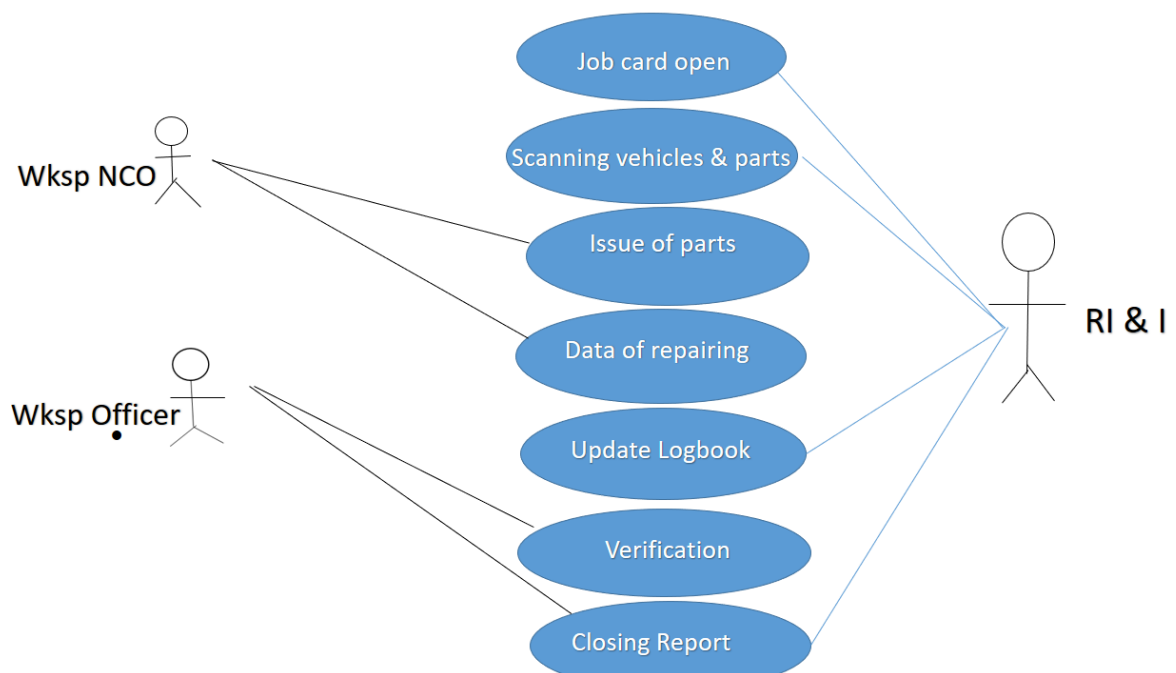 Job card open
Scanning vehicles & parts
Wksp NCO
Issue of parts
RI & I
Data of repairing
Wksp Officer
Update Logbook
Verification
Closing Report